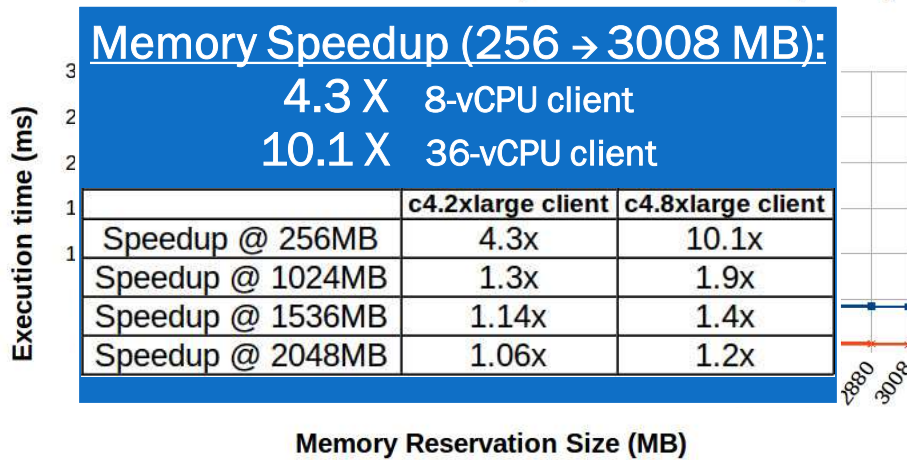 Memory Speedup (256 → 3008 MB):
4.3 X 8-vCPU client
10.1 X 36-vCPU client
c4.2xlarge client c4.8xlarge client
Speedup @ 256MB 4.3x 10.1x
Speedup @ 1024MB 1.3x 1.9x
Speedup @ 1536MB 1.14x 1.4x
Speedup @ 2048MB 1.06x 1.2x
Execution time (ms)
3
2
2
1
1
2880
3008
Memory Reservation Size (MB)